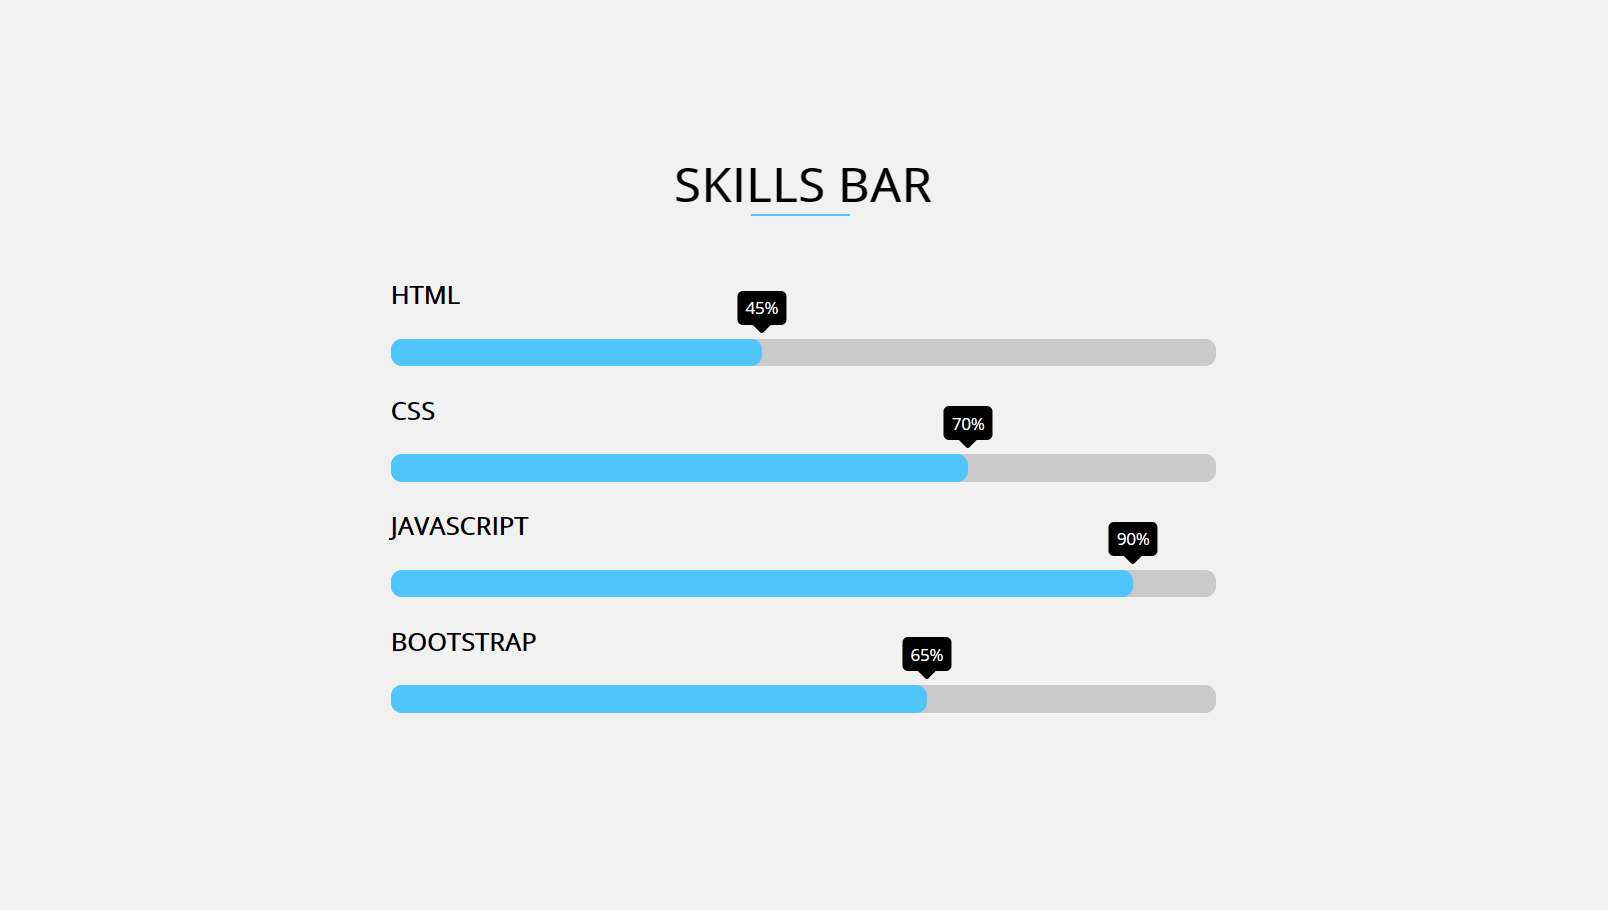 SKILLS BAR
HTML
45%
CSS
70%
JAVASCRIPT
90%
BOOTSTRAP
65%